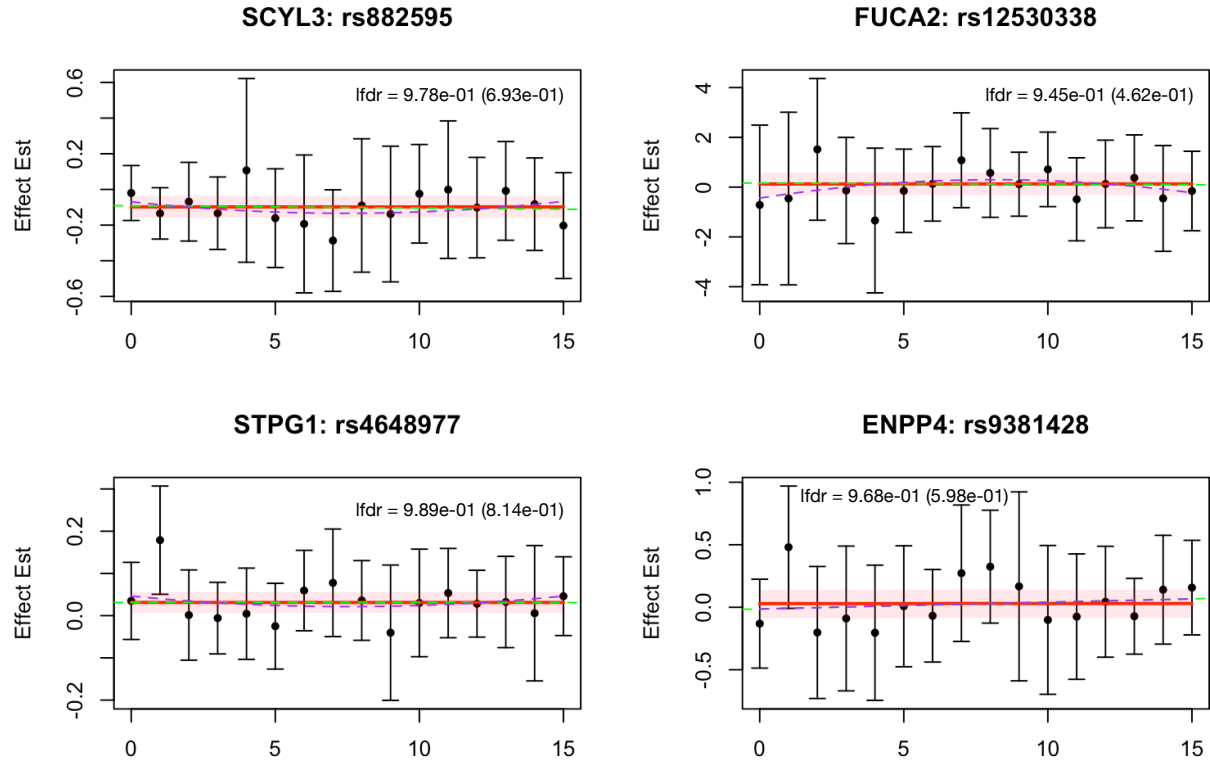 SCYL3: rs882595
lfdr = 9.78e-01 (6.93e-01)
Effect Est
0.6
0.2
-0.2
-0.6
0 5 10 15
FUCA2: rs12530338
lfdr = 9.45e-01 (4.62e-01)
Effect Est
4
2
0
-2
-4
0 5 10 15
STPG1: rs4648977
lfdr = 9.89e-01 (8.14e-01)
Effect Est
0.2
0.0
-0.2
0 5 10 15
ENPP4: rs9381428
lfdr = 9.68e-01 (5.98e-01)
Effect Est
1.0
0.5
0.0
-0.5
0 5 10 15